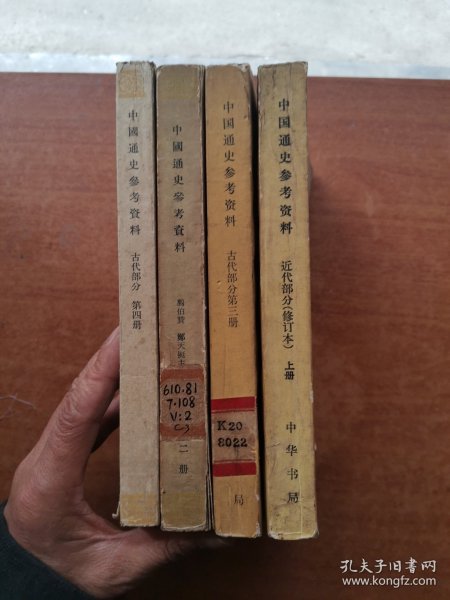 中國通史參考資料
古代部分 第四册
中國通史參考資料
翦伯贊 鄭天挺主
610.81
7·108
V:2
C3
二册
中国通史参考资料
古代部分第三册
K20
8022
局
中国通史参考资料
近代部分(修订本)上册
中华书局
孔夫子旧书网
www.kongfz.com